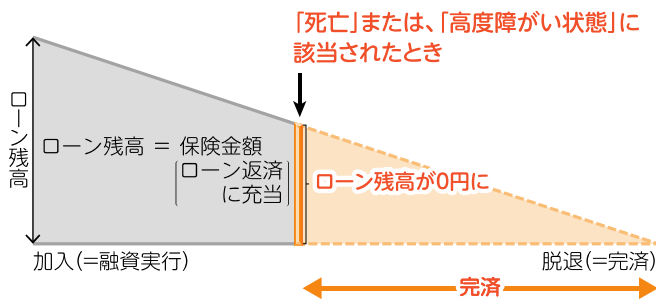 「死亡」または、「高度障がい状態」に
該当されたとき
ローン残高
ローン残高 ＝ 保険金額
ローン返済
に充当
ローン残高が0円に
加入(=融資実行)
脱退(=完済)
完済